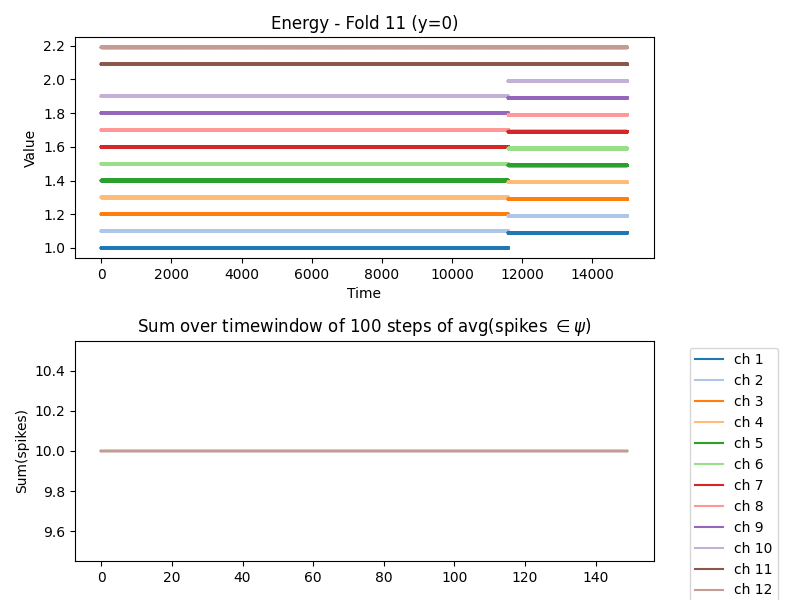 Energy - Fold 11 (y=0)
Value
2.2
2.0
1.8
1.6
1.4
1.2
1.0
0 2000 4000 6000 8000 10000 12000 14000
Time
Sum over timewindow of 100 steps of avg(spikes ∈ ψ)
Sum(spikes)
10.4
10.2
10.0
9.8
9.6
0 20 40 60 80 100 120 140
ch 1
ch 2
ch 3
ch 4
ch 5
ch 6
ch 7
ch 8
ch 9
ch 10
ch 11
ch 12